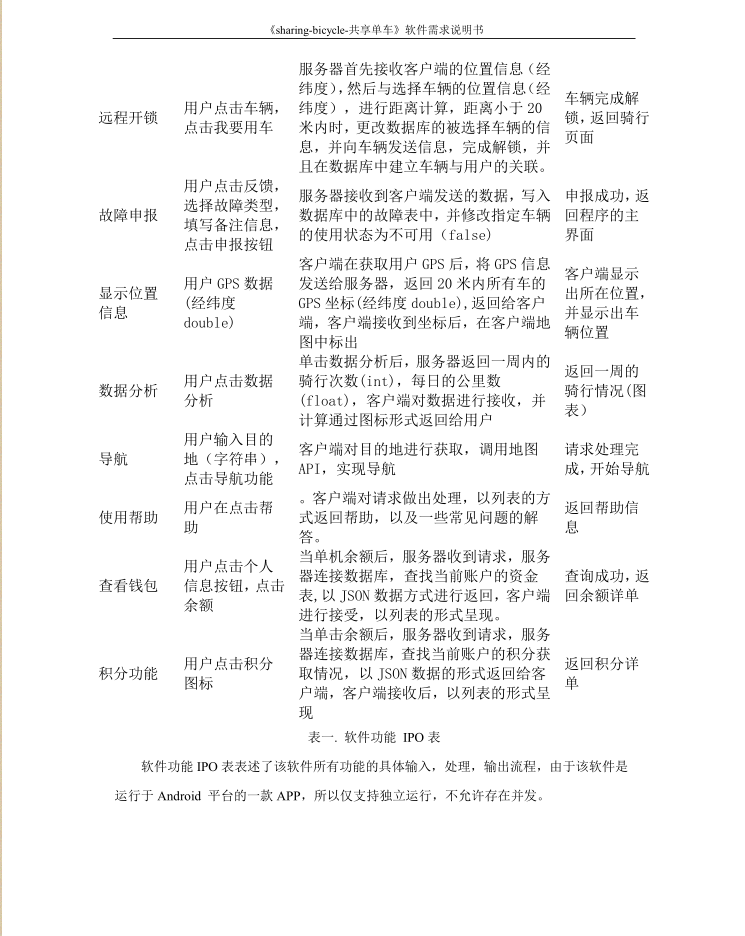 《sharing-bicycle-共享单车》软件需求说明书
远程开锁
用户点击车辆，
点击我要用车
服务器首先接收客户端的位置信息（经
纬度），然后与选择车辆的位置信息（经
纬度），进行距离计算，距离小于 20
米内时，更改数据库的被选择车辆的信
息，并向车辆发送信息，完成解锁，并
且在数据库中建立车辆与用户的关联。
车辆完成解
锁，返回骑行
页面
故障申报
用户点击反馈，
选择故障类型，
填写备注信息，
点击申报按钮
服务器接收到客户端发送的数据，写入
数据库中的故障表中，并修改指定车辆
的使用状态为不可用（false）
申报成功，返
回程序的主
界面
显示位置
信息
用户 GPS 数据
(经纬度
double)
客户端在获取用户 GPS 后，将 GPS 信息
发送给服务器，返回 20 米内所有车的
GPS 坐标(经纬度 double),返回给客户
端，客户端接收到坐标后，在客户端地
图中标出
客户端显示
出所在位置，
并显示出车
辆位置
数据分析
用户点击数据
分析
单击数据分析后，服务器返回一周内的
骑行次数(int)，每日的公里数
(float)，客户端对数据进行接收，并
计算通过图标形式返回给用户
返回一周的
骑行情况(图
表）
导航
用户输入目的
地（字符串），
点击导航功能
客户端对目的地进行获取，调用地图
API，实现导航
请求处理完
成，开始导航
使用帮助
用户在点击帮
助
。客户端对请求做出处理，以列表的方
式返回帮助，以及一些常见问题的解
答。
返回帮助信
息
查看钱包
用户点击个人
信息按钮，点击
余额
当单机余额后，服务器收到请求，服务
器连接数据库，查找当前账户的资金
表,以 JSON 数据方式进行返回，客户端
进行接受，以列表的形式呈现。
查询成功，返
回余额详单
积分功能
用户点击积分
图标
当单击余额后，服务器收到请求，服务
器连接数据库，查找当前账户的积分获
取情况，以 JSON 数据的形式返回给客
户端，客户端接收后，以列表的形式呈
现
返回积分详
单
表一. 软件功能 IPO 表
软件功能 IPO 表表述了该软件所有功能的具体输入，处理，输出流程，由于该软件是
运行于 Android 平台的一款 APP，所以仅支持独立运行，不允许存在并发。